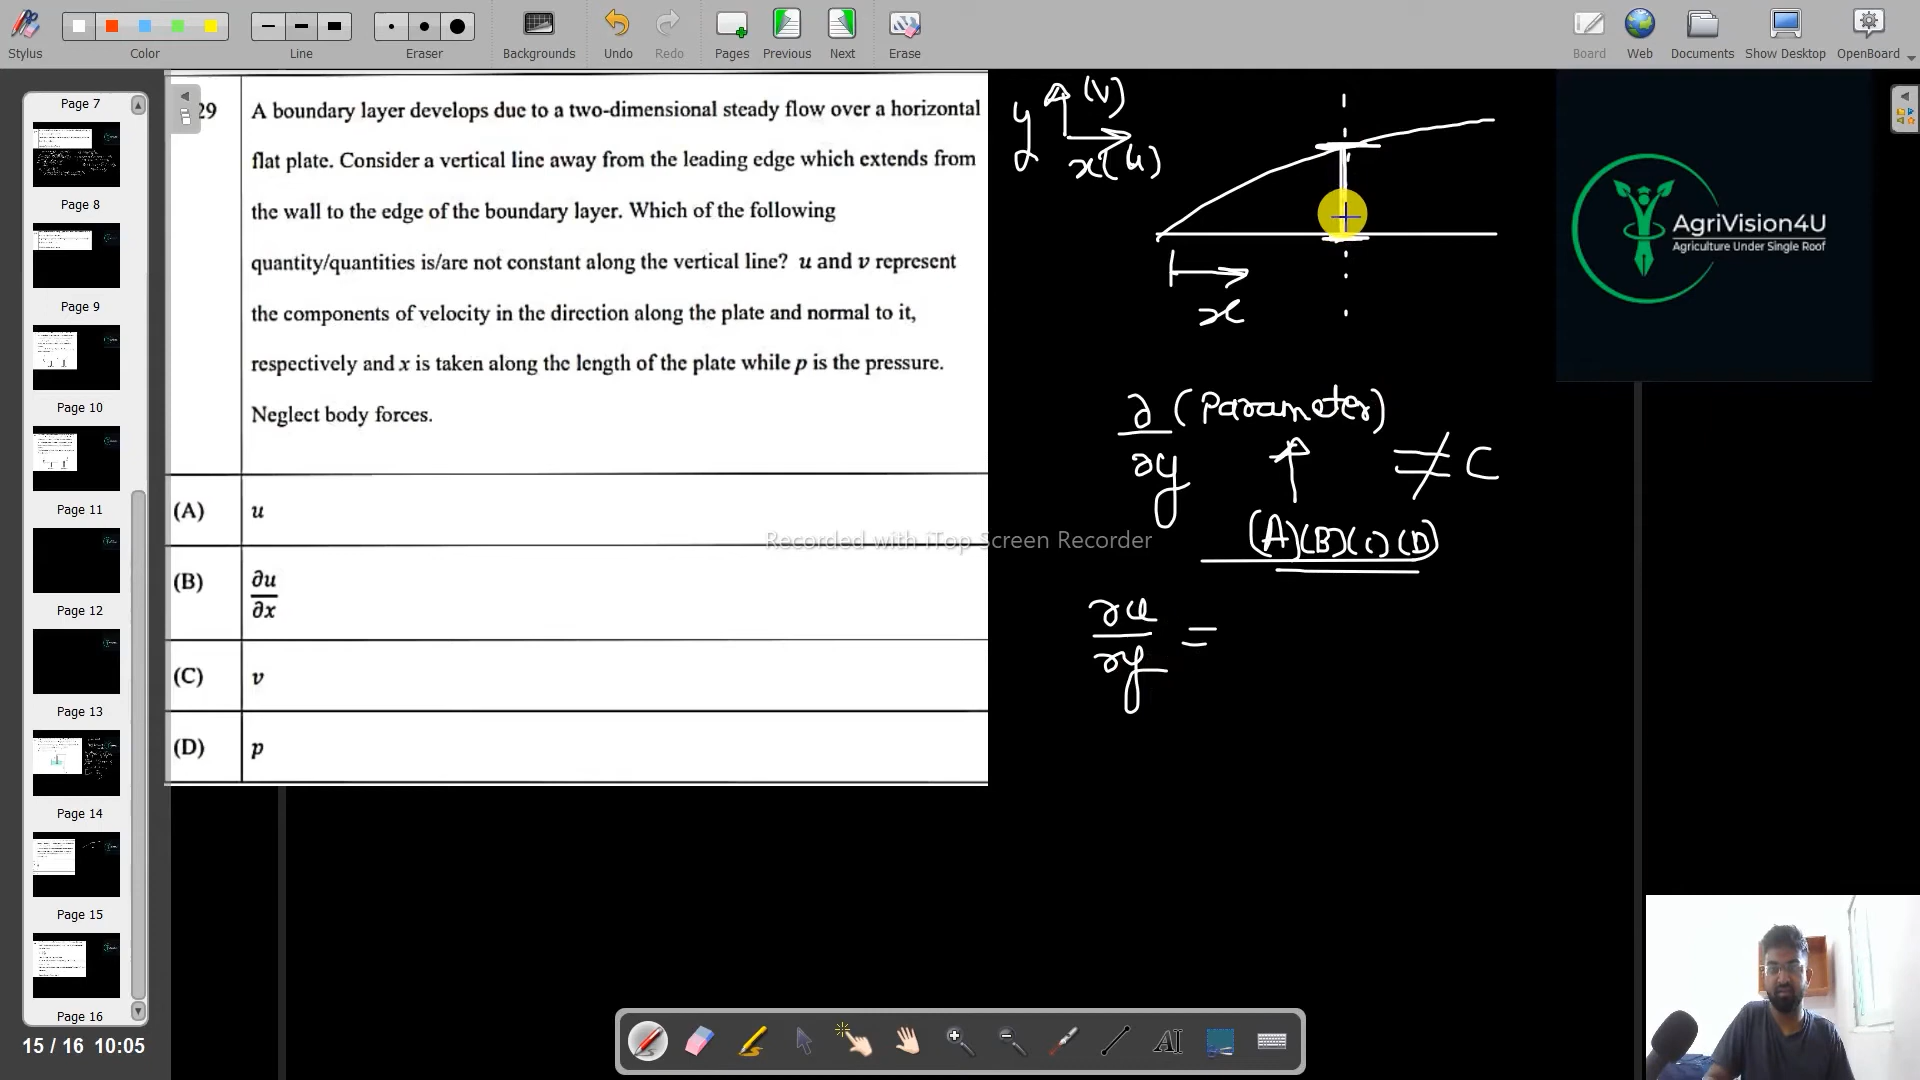 Stylus
Color
Line
Eraser
Backgrounds
Undo
Redo
Pages
Previous
Next
Erase
Board
Web
Documents
Show Desktop
OpenBoard
Page 7
Page 8
Page 9
Page 10
Page 11
Page 12
Page 13
Page 14
Page 15
Page 16
15 / 16 10:05
29
A boundary layer develops due to a two-dimensional steady flow over a horizontal
flat plate. Consider a vertical line away from the leading edge which extends from
the wall to the edge of the boundary layer. Which of the following
quantity/quantities is/are not constant along the vertical line? u and v represent
the components of velocity in the direction along the plate and normal to it,
respectively and x is taken along the length of the plate while p is the pressure.
Neglect body forces.
(A) u
(B) ∂u/∂x
(C) v
(D) p
Recorded with iTop Screen Recorder
y (v)
x(u)
x
∂/∂y (Parameter) ≠ C
(A)(B)(C)(D)
∂u/∂y =
AgriVision4U
Agriculture Under Single Roof